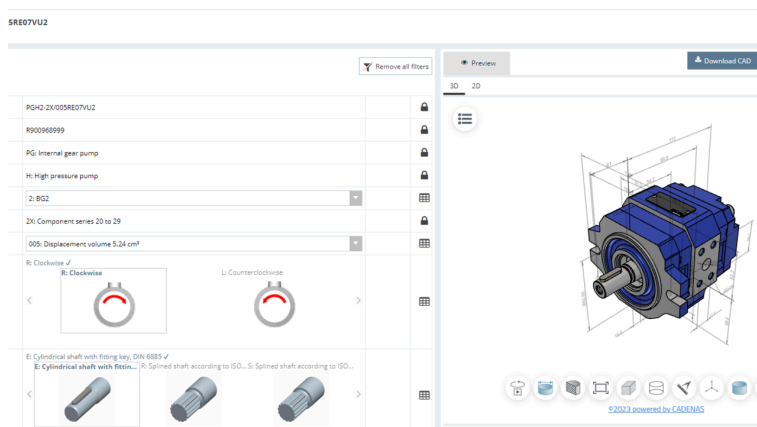 5RE07VU2
Remove all filters
PGH2-2X/005RE07VU2
R900968999
PG: Internal gear pump
H: High pressure pump
2: BG2
2X: Component series 20 to 29
005: Displacement volume 5.24 cm³
R: Clockwise ✓
R: Clockwise
L: Counterclockwise
E: Cylindrical shaft with fitting key, DIN 6885 ✓
E: Cylindrical shaft with fittin...
R: Splined shaft according to ISO...
S: Splined shaft according to ISO...
Preview
Download CAD
3D 2D
©2023 powered by CADENAS